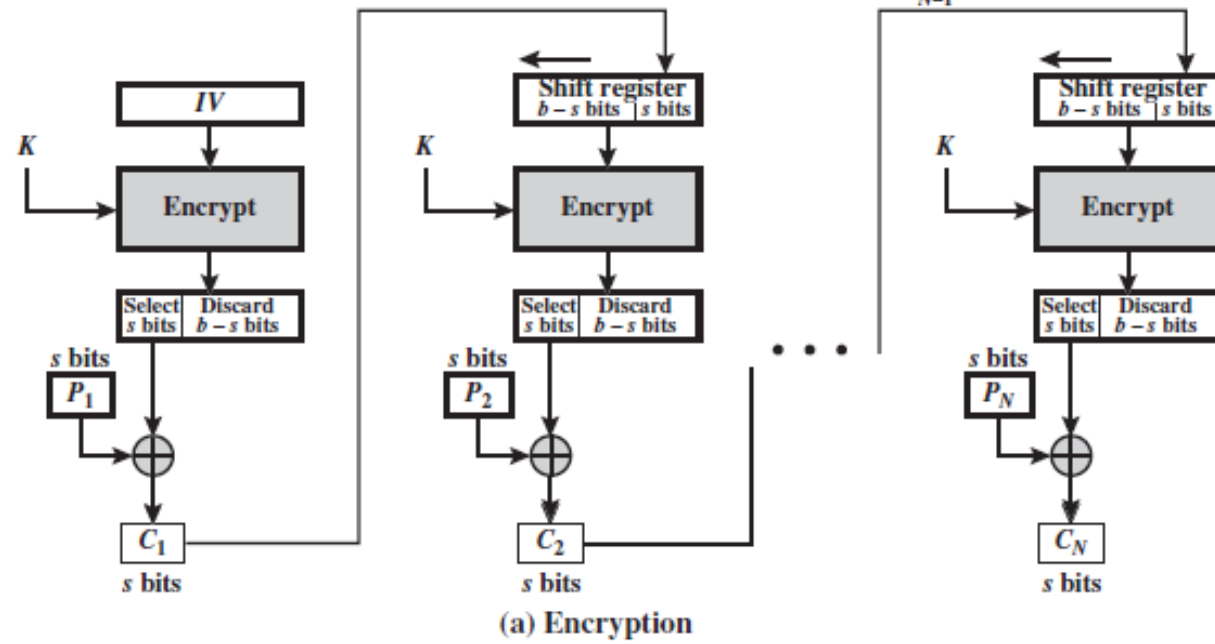 N–1
Shift register
b – s bits | s bits
Shift register
b – s bits | s bits
IV
K
K
K
Encrypt
Encrypt
Encrypt
Select
s bits
Discard
b – s bits
Select
s bits
Discard
b – s bits
Select
s bits
Discard
b – s bits
s bits
P1
s bits
P2
• • •
s bits
PN
C1
s bits
C2
s bits
CN
s bits
(a) Encryption